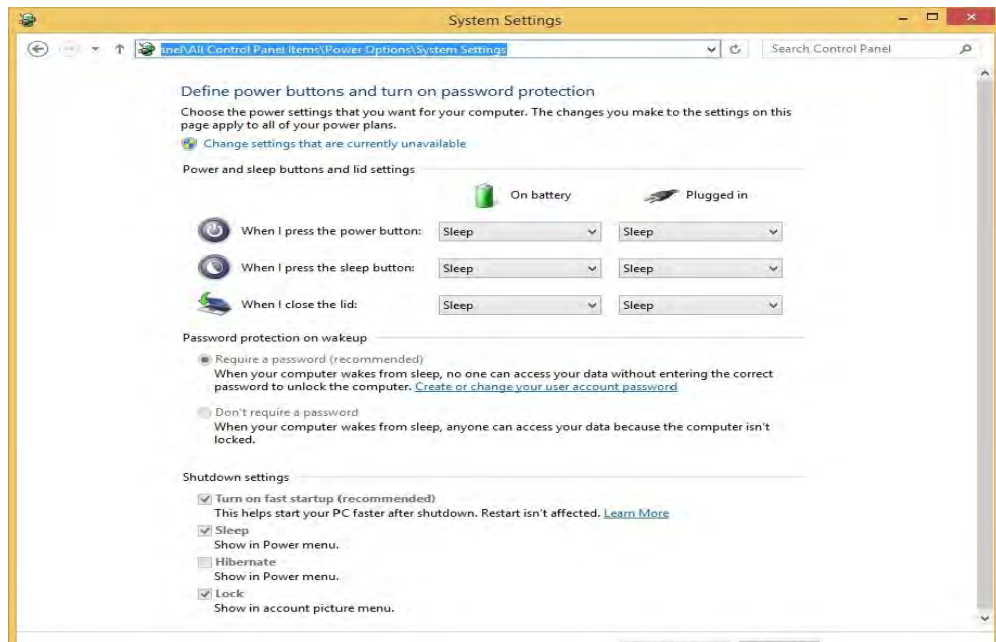 System Settings
anel\All Control Panel Items\Power Options\System Settings
Search Control Panel
Define power buttons and turn on password protection
Choose the power settings that you want for your computer. The changes you make to the settings on this
page apply to all of your power plans.
Change settings that are currently unavailable
Power and sleep buttons and lid settings
On battery Plugged in
When I press the power button: Sleep Sleep
When I press the sleep button: Sleep Sleep
When I close the lid: Sleep Sleep
Password protection on wakeup
Require a password (recommended)
When your computer wakes from sleep, no one can access your data without entering the correct
password to unlock the computer. Create or change your user account password
Don't require a password
When your computer wakes from sleep, anyone can access your data because the computer isn't
locked.
Shutdown settings
Turn on fast startup (recommended)
This helps start your PC faster after shutdown. Restart isn't affected. Learn More
Sleep
Show in Power menu.
Hibernate
Show in Power menu.
Lock
Show in account picture menu.